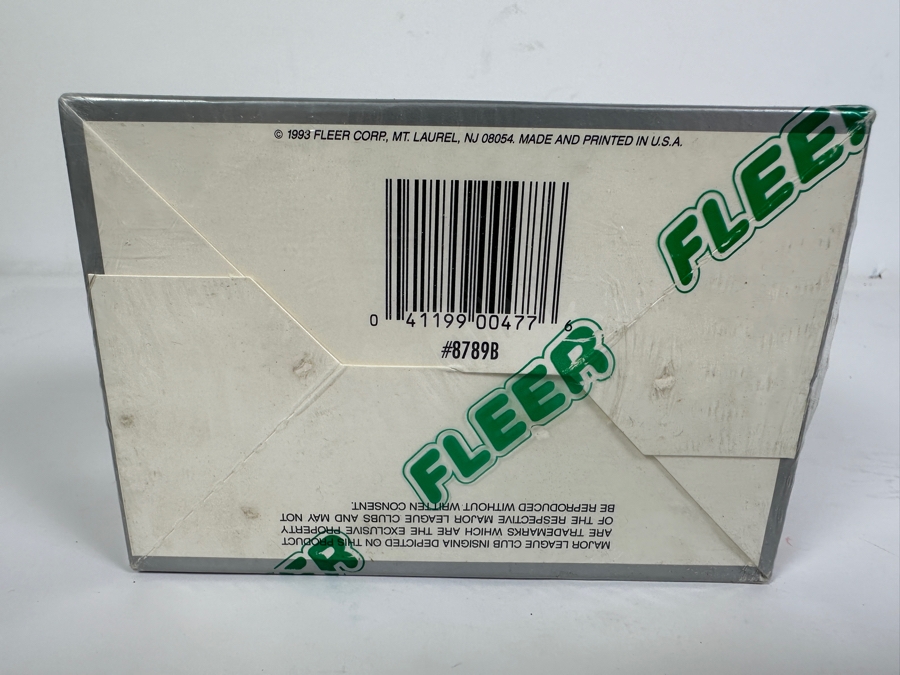 © 1993 FLEER CORP., MT. LAUREL, NJ 08054. MADE AND PRINTED IN U.S.A.
FLEER
0 41199 00477 6
#8789B
FLEER
MAJOR LEAGUE CLUB INSIGNIA DEPICTED ON THIS PRODUCT
ARE TRADEMARKS WHICH ARE THE EXCLUSIVE PROPERTY
OF THE RESPECTIVE MAJOR LEAGUE CLUBS AND MAY NOT
BE REPRODUCED WITHOUT WRITTEN CONSENT.